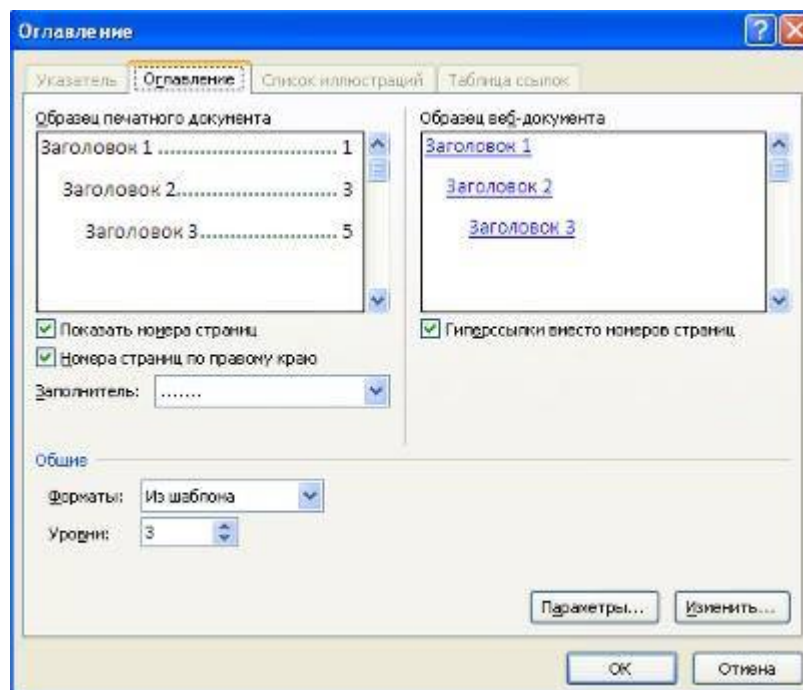 Оглавление
Указатель Оглавление Список иллюстраций Таблица ссылок
Образец печатного документа
Заголовок 1 ................................ 1
Заголовок 2............................ 3
Заголовок 3........................ 5
Образец веб-документа
Заголовок 1
Заголовок 2
Заголовок 3
Показать номера страниц
Номера страниц по правому краю
Заполнитель: .......
Гиперссылки вместо номеров страниц
Общие
Форматы: Из шаблона
Уровни: 3
Параметры... Изменить...
ОК Отмена